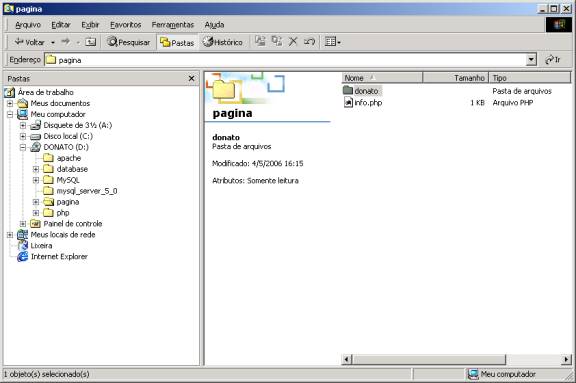 pagina
Arquivo Editar Exibir Favoritos Ferramentas Ajuda
Voltar Pesquisar Pastas Histórico
Endereço pagina Ir
Pastas
Área de trabalho
Meus documentos
Meu computador
Disquete de 3½ (A:)
Disco local (C:)
DONATO (D:)
apache
database
MySQL
mysql_server_5_0
pagina
php
Painel de controle
Meus locais de rede
Lixeira
Internet Explorer
pagina
donato
Pasta de arquivos
Modificado: 4/5/2006 16:15
Atributos: Somente leitura
Nome Tamanho Tipo
donato Pasta de arquivos
info.php 1 KB Arquivo PHP
1 objeto(s) selecionado(s) Meu computador